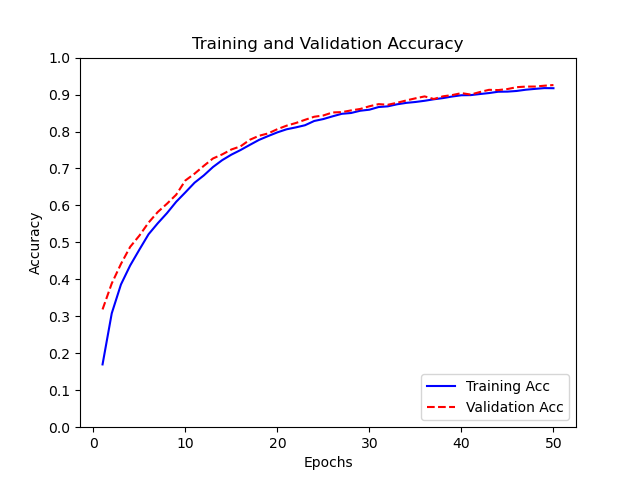 Training and Validation Accuracy
1.0
0.9
0.8
0.7
0.6
0.5
0.4
0.3
0.2
0.1
0.0
Accuracy
Training Acc
Validation Acc
0 10 20 30 40 50
Epochs